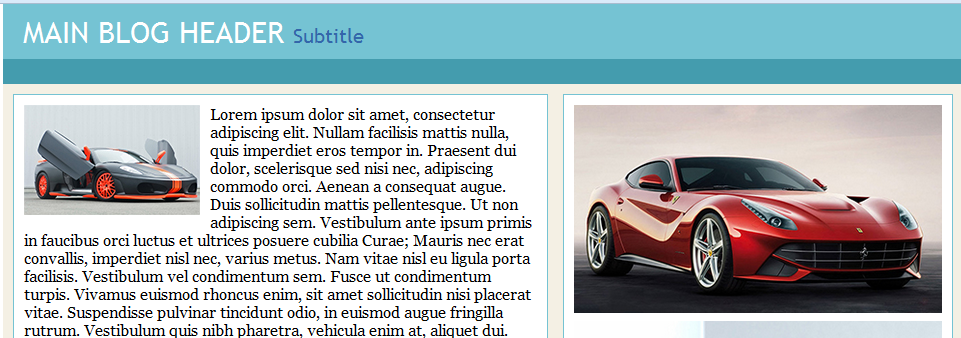 MAIN BLOG HEADER Subtitle
Lorem ipsum dolor sit amet, consectetur
adipiscing elit. Nullam facilisis mattis nulla,
quis imperdiet eros tempor in. Praesent dui
dolor, scelerisque sed nisi nec, adipiscing
commodo orci. Aenean a consequat augue.
Duis sollicitudin mattis pellentesque. Ut non
adipiscing sem. Vestibulum ante ipsum primis
in faucibus orci luctus et ultrices posuere cubilia Curae; Mauris nec erat
convallis, imperdiet nisl nec, varius metus. Nam vitae nisl eu ligula porta
facilisis. Vestibulum vel condimentum sem. Fusce ut condimentum
turpis. Vivamus euismod rhoncus enim, sit amet sollicitudin nisi placerat
vitae. Suspendisse pulvinar tincidunt odio, in euismod augue fringilla
rutrum. Vestibulum quis nibh pharetra, vehicula enim at, aliquet dui.